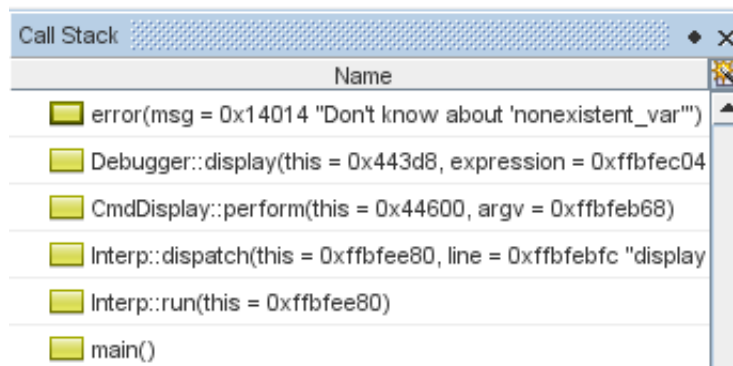 Call Stack
Name
error(msg = 0x14014 "Don't know about 'nonexistent_var'")
Debugger::display(this = 0x443d8, expression = 0xffbfec04
CmdDisplay::perform(this = 0x44600, argv = 0xffbfeb68)
Interp::dispatch(this = 0xffbfee80, line = 0xffbfebfc "display
Interp::run(this = 0xffbfee80)
main()